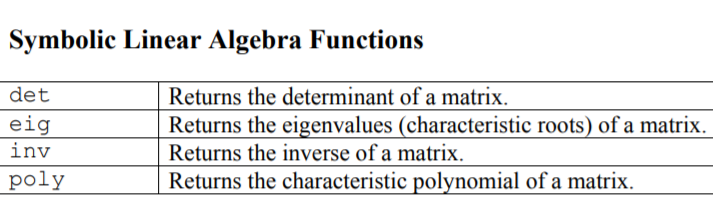 Symbolic Linear Algebra Functions
det Returns the determinant of a matrix.
eig Returns the eigenvalues (characteristic roots) of a matrix.
inv Returns the inverse of a matrix.
poly Returns the characteristic polynomial of a matrix.